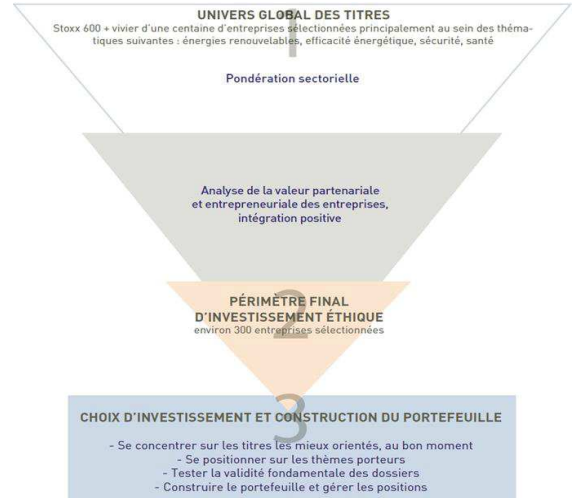 UNIVERS GLOBAL DES TITRES
Stoxx 600 + vivier d'une centaine d'entreprises sélectionnées principalement au sein des théma-
tiques suivantes : énergies renouvelables, efficacité énergétique, sécurité, santé
1
Pondération sectorielle
Analyse de la valeur partenariale
et entrepreneuriale des entreprises,
intégration positive
2
PÉRIMÈTRE FINAL
D'INVESTISSEMENT ÉTHIQUE
environ 300 entreprises sélectionnées
3
CHOIX D'INVESTISSEMENT ET CONSTRUCTION DU PORTEFEUILLE
- Se concentrer sur les titres les mieux orientés, au bon moment
- Se positionner sur les thèmes porteurs
- Tester la validité fondamentale des dossiers
- Construire le portefeuille et gérer les positions